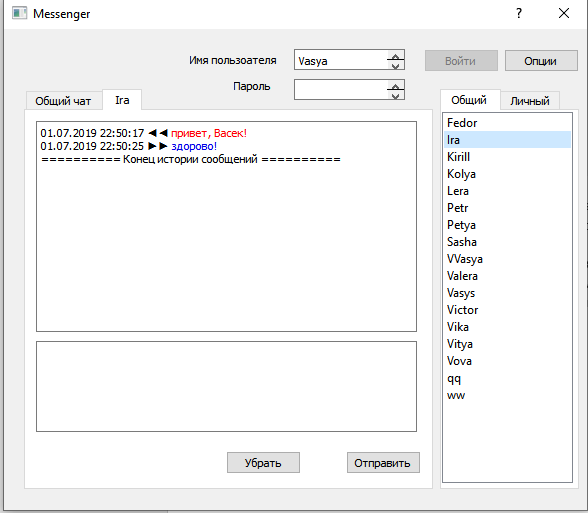 Messenger
?
Имя пользоателя
Vasya
Войти
Опции
Пароль
Общий чат
Ira
01.07.2019 22:50:17 ◄◄ привет, Васек!
01.07.2019 22:50:25 ►► здорово!
========== Конец истории сообщений ==========
Убрать
Отправить
Общий
Личный
Fedor
Ira
Kirill
Kolya
Lera
Petr
Petya
Sasha
VVasya
Valera
Vasys
Victor
Vika
Vitya
Vova
qq
ww